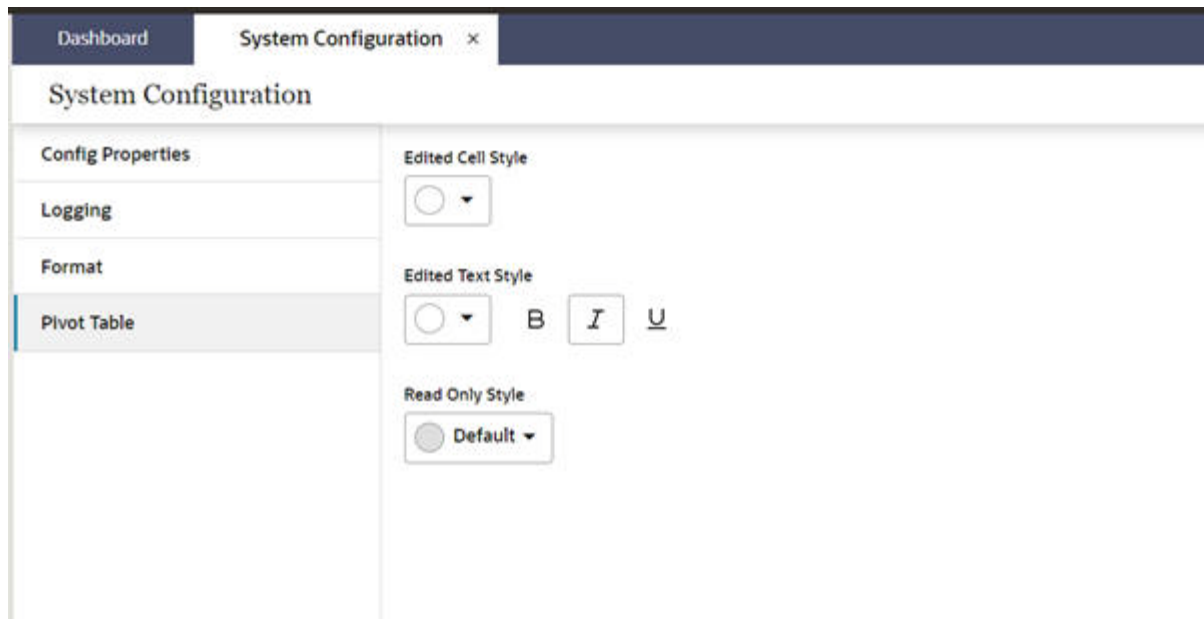 Dashboard
System Configuration ×
System Configuration
Config Properties
Logging
Format
Pivot Table
Edited Cell Style
Edited Text Style
B I U
Read Only Style
Default